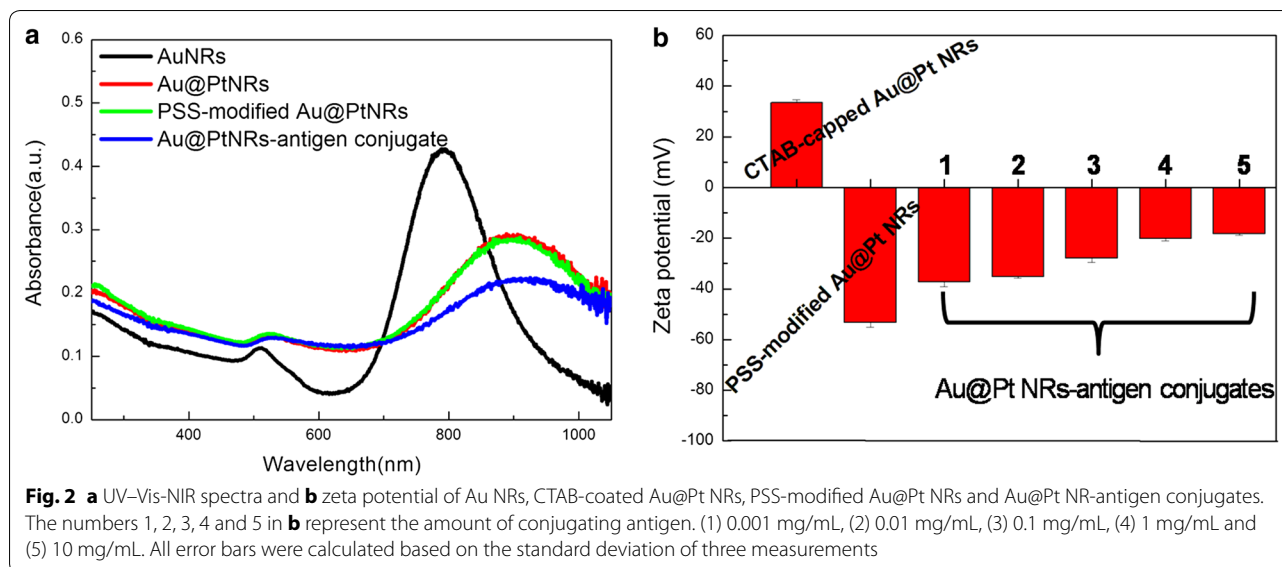 a
0.6
0.5
0.4
0.3
0.2
0.1
0.0
Absorbance(a.u.)
AuNRs
Au@PtNRs
PSS-modified Au@PtNRs
Au@PtNRs-antigen conjugate
400
600
800
1000
Wavelength(nm)
b
60
40
20
0
-20
-40
-60
-80
-100
Zeta potential (mV)
CTAB-capped Au@Pt NRs
PSS-modified Au@Pt NRs
1
2
3
4
5
Au@Pt NRs-antigen conjugates
Fig. 2 a UV–Vis-NIR spectra and b zeta potential of Au NRs, CTAB-coated Au@Pt NRs, PSS-modified Au@Pt NRs and Au@Pt NR-antigen conjugates.
The numbers 1, 2, 3, 4 and 5 in b represent the amount of conjugating antigen. (1) 0.001 mg/mL, (2) 0.01 mg/mL, (3) 0.1 mg/mL, (4) 1 mg/mL and
(5) 10 mg/mL. All error bars were calculated based on the standard deviation of three measurements